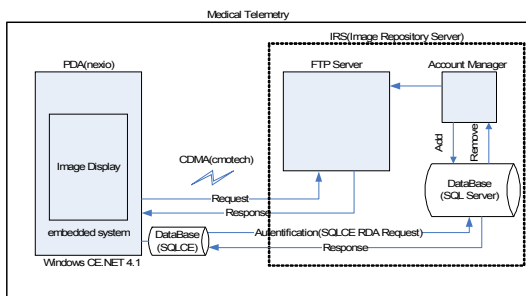 Medical Telemetry
IRS(Image Repository Server)
PDA(nexio)
FTP Server
Account Manager
Image Display
CDMA(cmotech)
Add
Remove
Request
Response
DataBase
(SQL Server)
embedded system
DataBase
(SQLCE)
Autentification(SQLCE RDA Request)
Response
Windows CE.NET 4.1